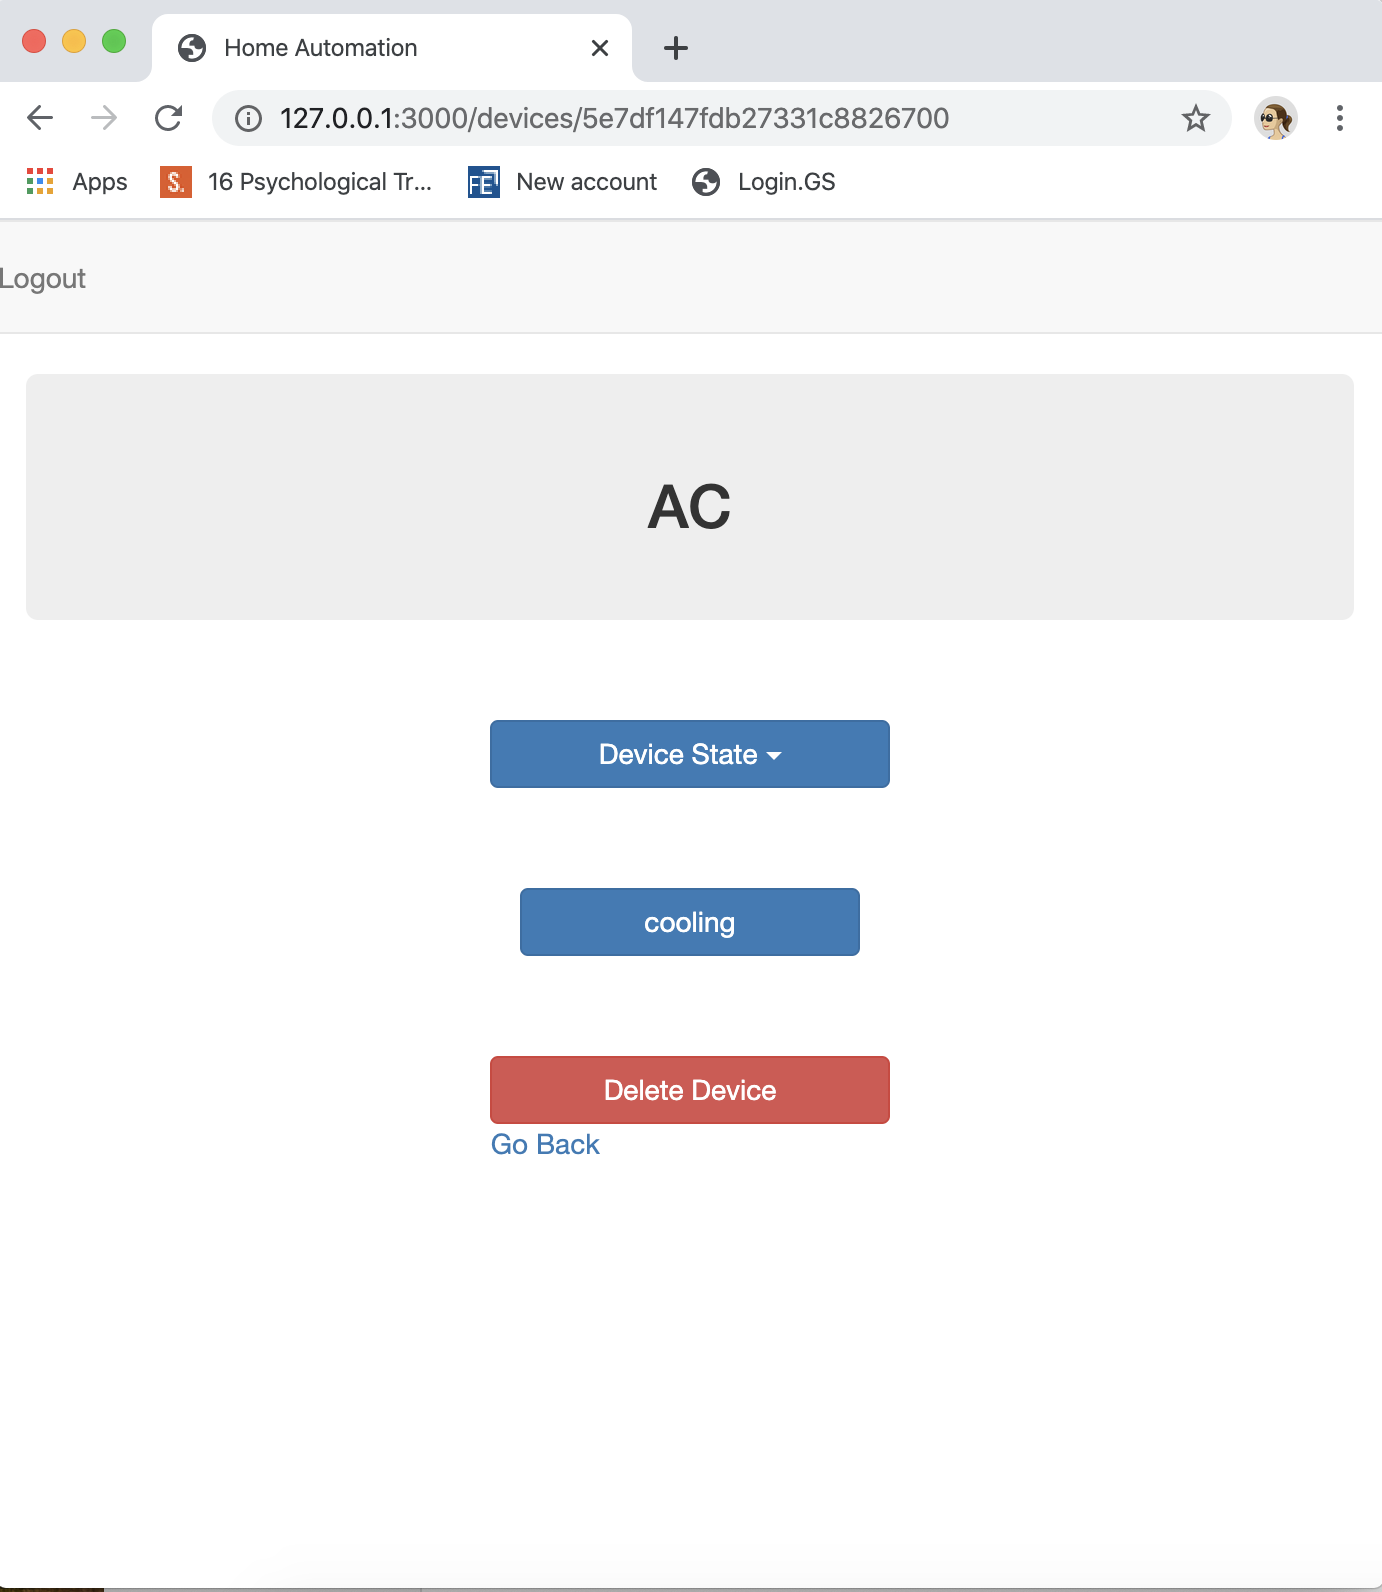 Home Automation
127.0.0.1:3000/devices/5e7df147fdb27331c8826700
Apps
S.
16 Psychological Tr...
FE
New account
Login.GS
Logout
AC
Device State
cooling
Delete Device
Go Back